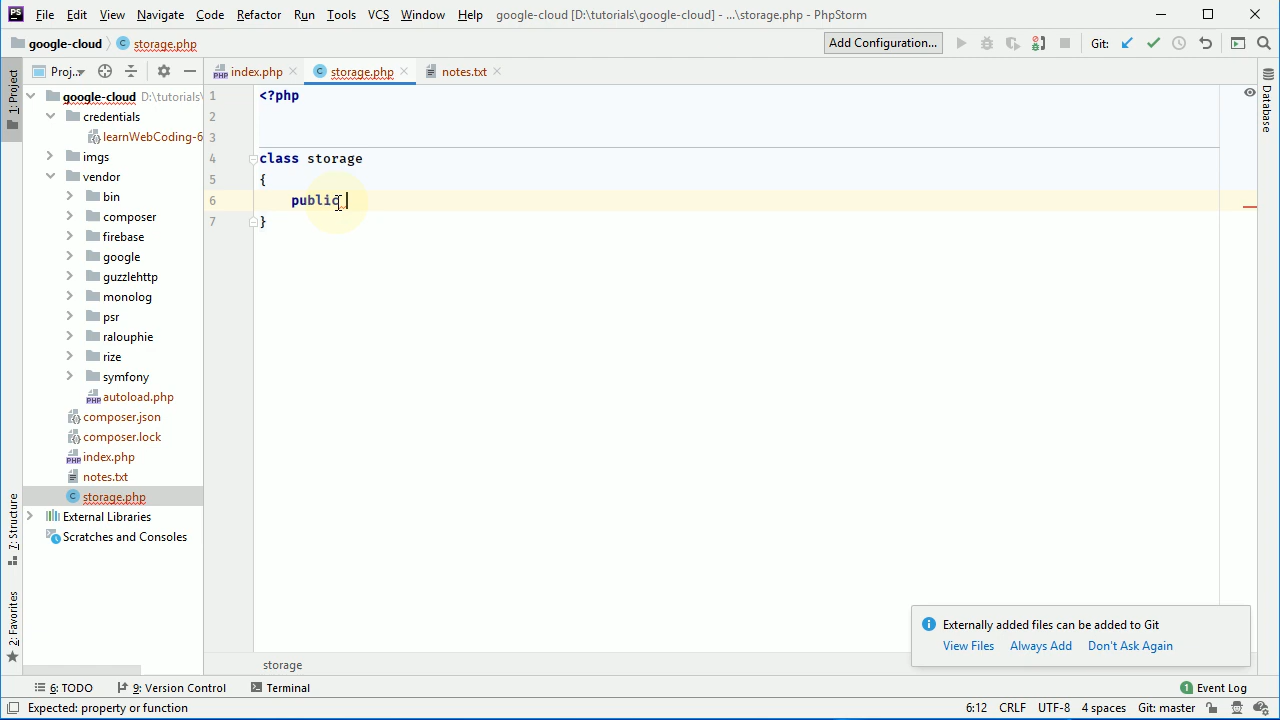 PS File Edit View Navigate Code Refactor Run Tools VCS Window Help google-cloud [D:\tutorials\google-cloud] - ...\storage.php - PhpStorm
google-cloud storage.php Add Configuration... Git:
1: Project Proj... index.php storage.php notes.txt Database
google-cloud D:\tutorials\
credentials
learnWebCoding-6
imgs
vendor
bin
composer
firebase
google
guzzlehttp
monolog
psr
ralouphie
rize
symfony
autoload.php
composer.json
composer.lock
index.php
notes.txt
storage.php
External Libraries
Scratches and Consoles
7: Structure
2: Favorites
1 <?php
2
3
4 class storage
5 {
6 public
7 }
Externally added files can be added to Git
View Files Always Add Don't Ask Again
storage
6: TODO 9: Version Control Terminal 1 Event Log
Expected: property or function 6:12 CRLF UTF-8 4 spaces Git: master